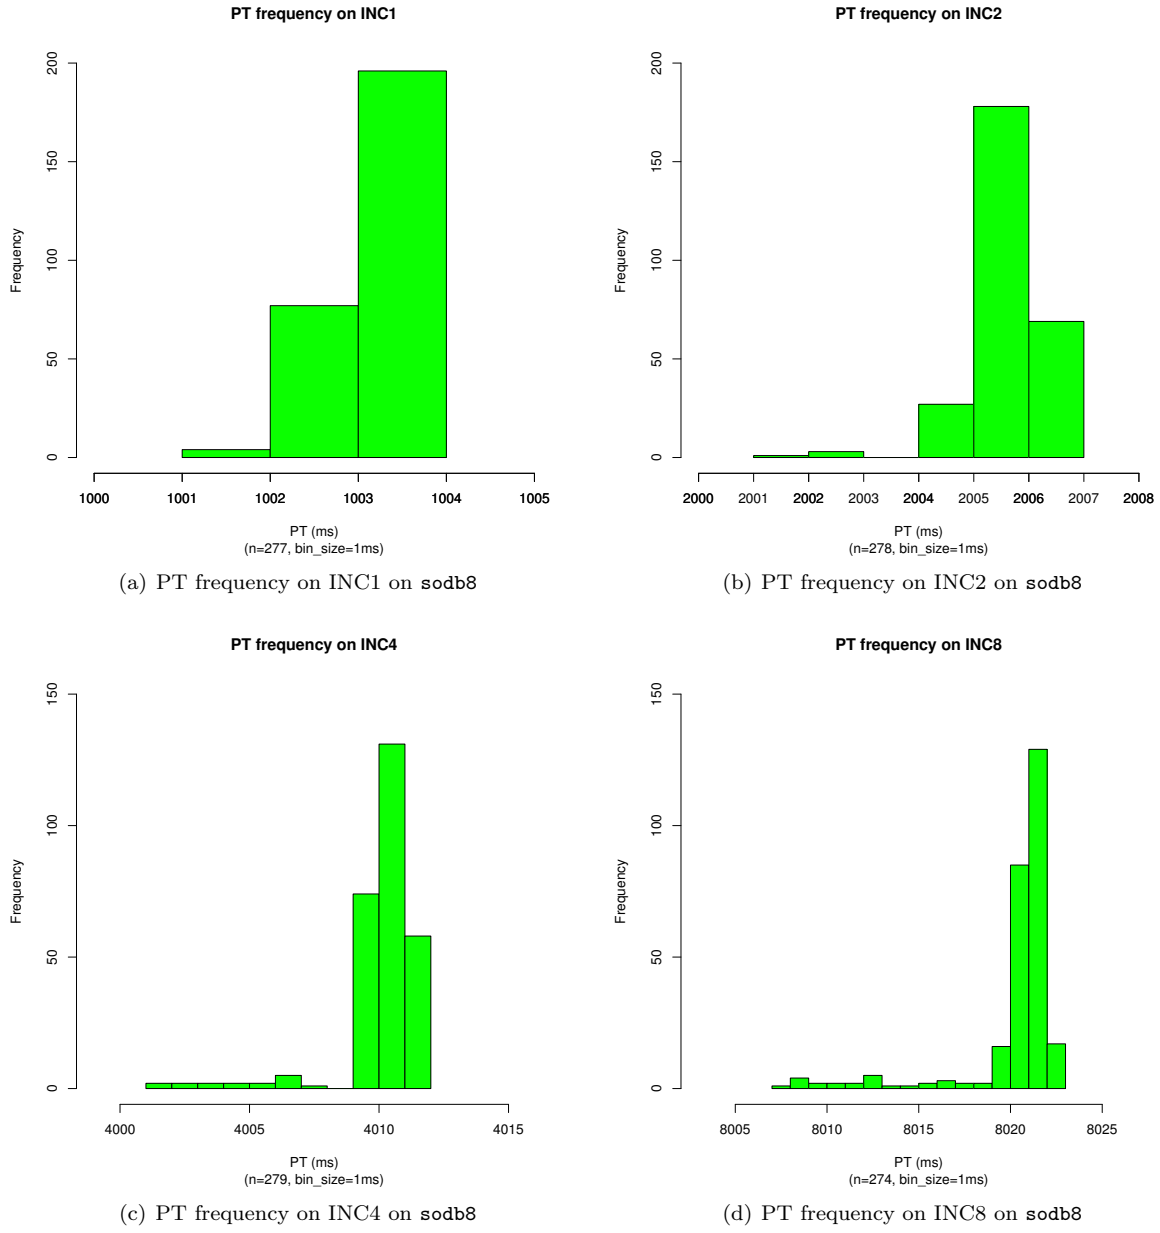 PT frequency on INC1
200
150
100
50
0
Frequency
1000 1001 1002 1003 1004 1005
PT (ms)
(n=277, bin_size=1ms)
(a) PT frequency on INC1 on sodb8
PT frequency on INC2
200
150
100
50
0
Frequency
2000 2001 2002 2003 2004 2005 2006 2007 2008
PT (ms)
(n=278, bin_size=1ms)
(b) PT frequency on INC2 on sodb8
PT frequency on INC4
150
100
50
0
Frequency
4000 4005 4010 4015
PT (ms)
(n=279, bin_size=1ms)
(c) PT frequency on INC4 on sodb8
PT frequency on INC8
150
100
50
0
Frequency
8005 8010 8015 8020 8025
PT (ms)
(n=274, bin_size=1ms)
(d) PT frequency on INC8 on sodb8